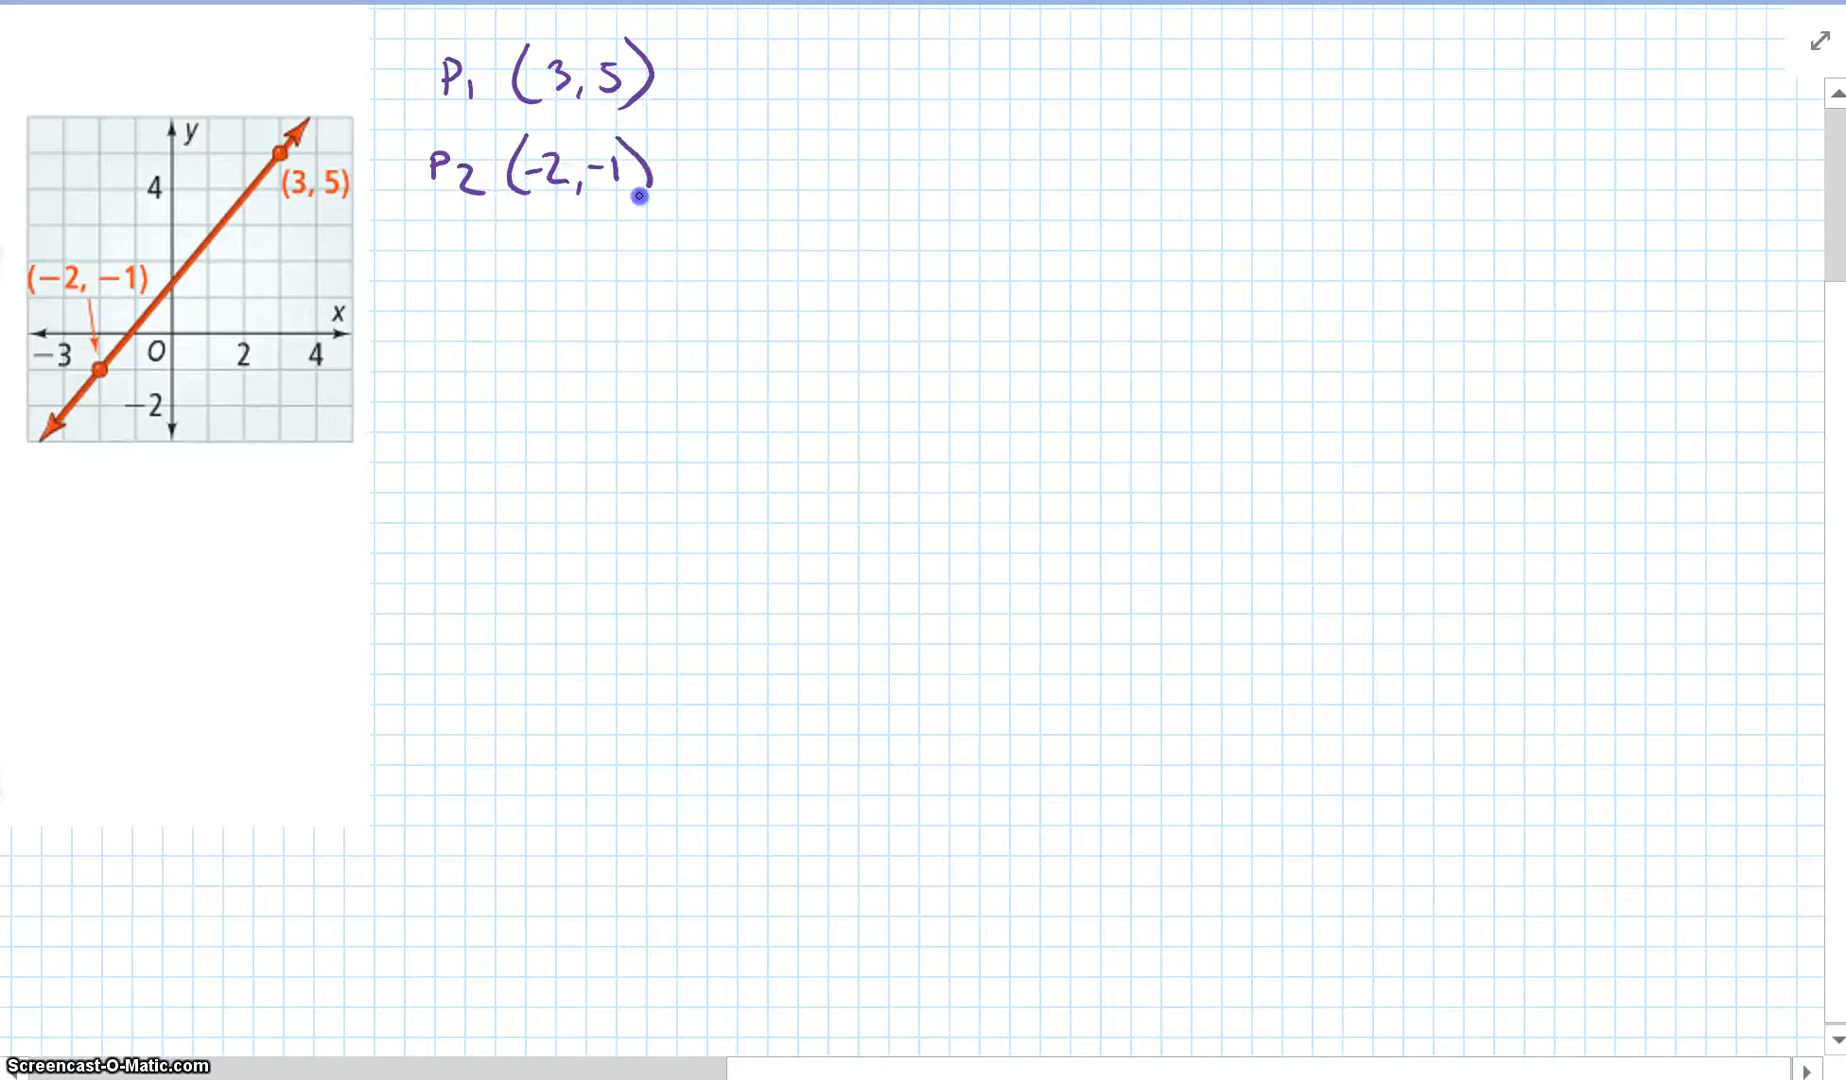 P1 (3, 5)
P2 (-2, -1)
y
4
(3, 5)
(−2, −1)
x
−3 O 2 4
−2
Screencast-O-Matic.com